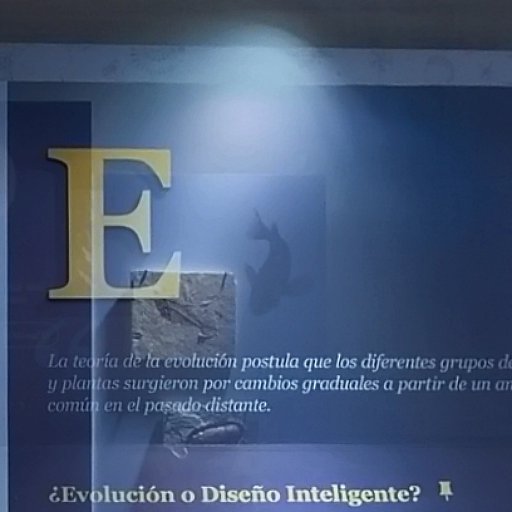 E
La teoría de la evolución postula que los diferentes grupos de
y plantas surgieron por cambios graduales a partir de un
común en el pasado distante.
¿Evolución o Diseño Inteligente?